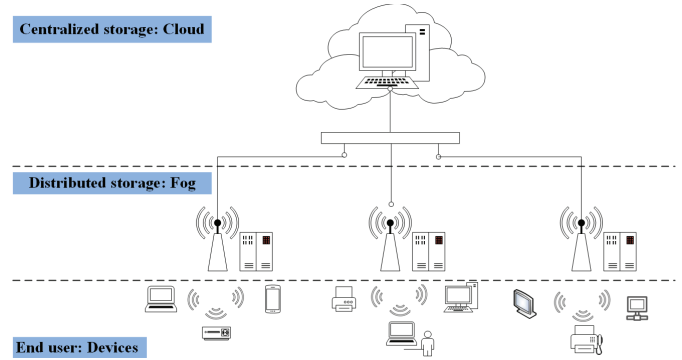 Centralized storage: Cloud
Distributed storage: Fog
End user: Devices